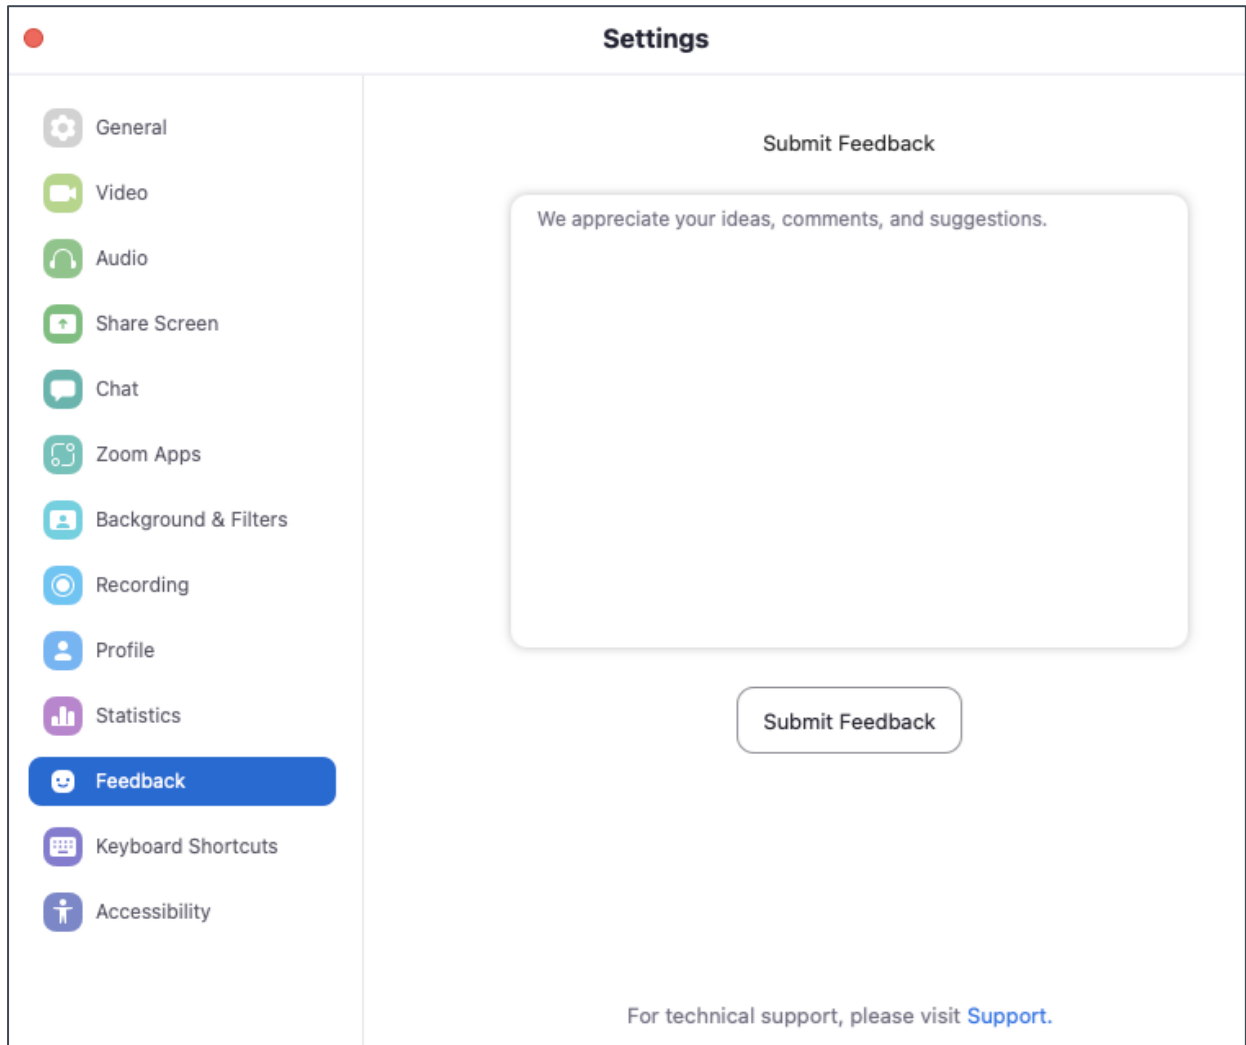 Settings
General
Video
Audio
Share Screen
Chat
Zoom Apps
Background & Filters
Recording
Profile
Statistics
Feedback
Keyboard Shortcuts
Accessibility
Submit Feedback
We appreciate your ideas, comments, and suggestions.
Submit Feedback
For technical support, please visit Support.